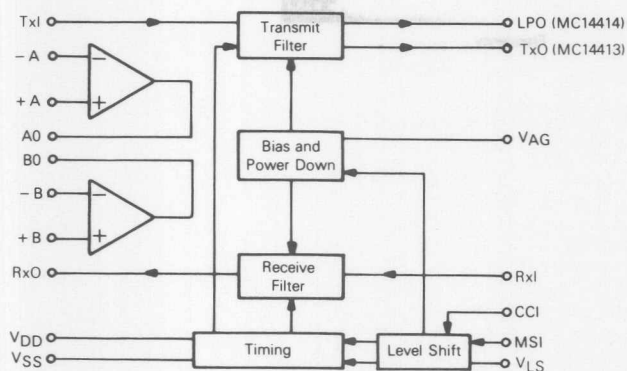 TxI
Transmit
Filter
LPO (MC14414)
TxO (MC14413)
– A
−
+ A
+
A0
B0
Bias and
Power Down
VAG
– B
−
+ B
+
RxO
Receive
Filter
RxI
CCI
VDD
VSS
Timing
Level Shift
MSI
VLS